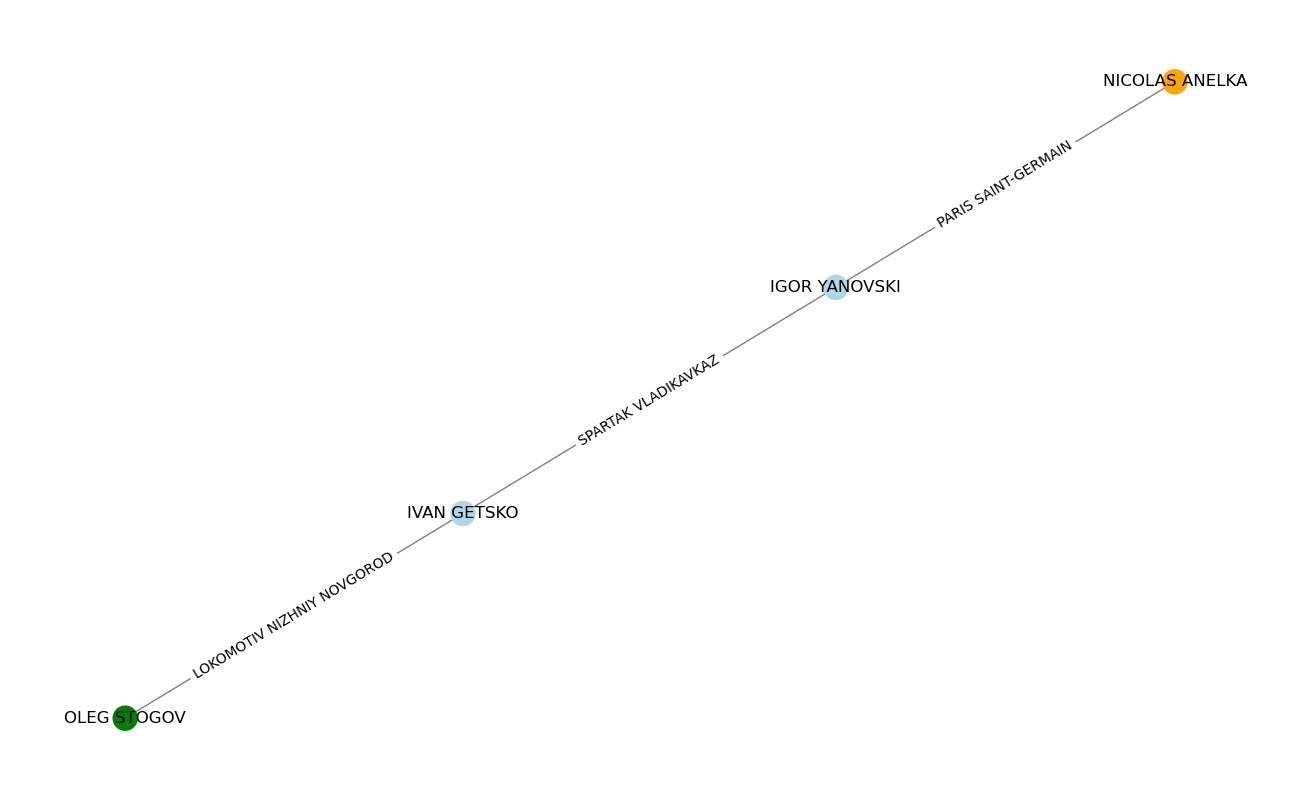 NICOLAS ANELKA
PARIS SAINT-GERMAIN
IGOR YANOVSKI
SPARTAK VLADIKAVKAZ
IVAN GETSKO
LOKOMOTIV NIZHNIY NOVGOROD
OLEG STOGOV